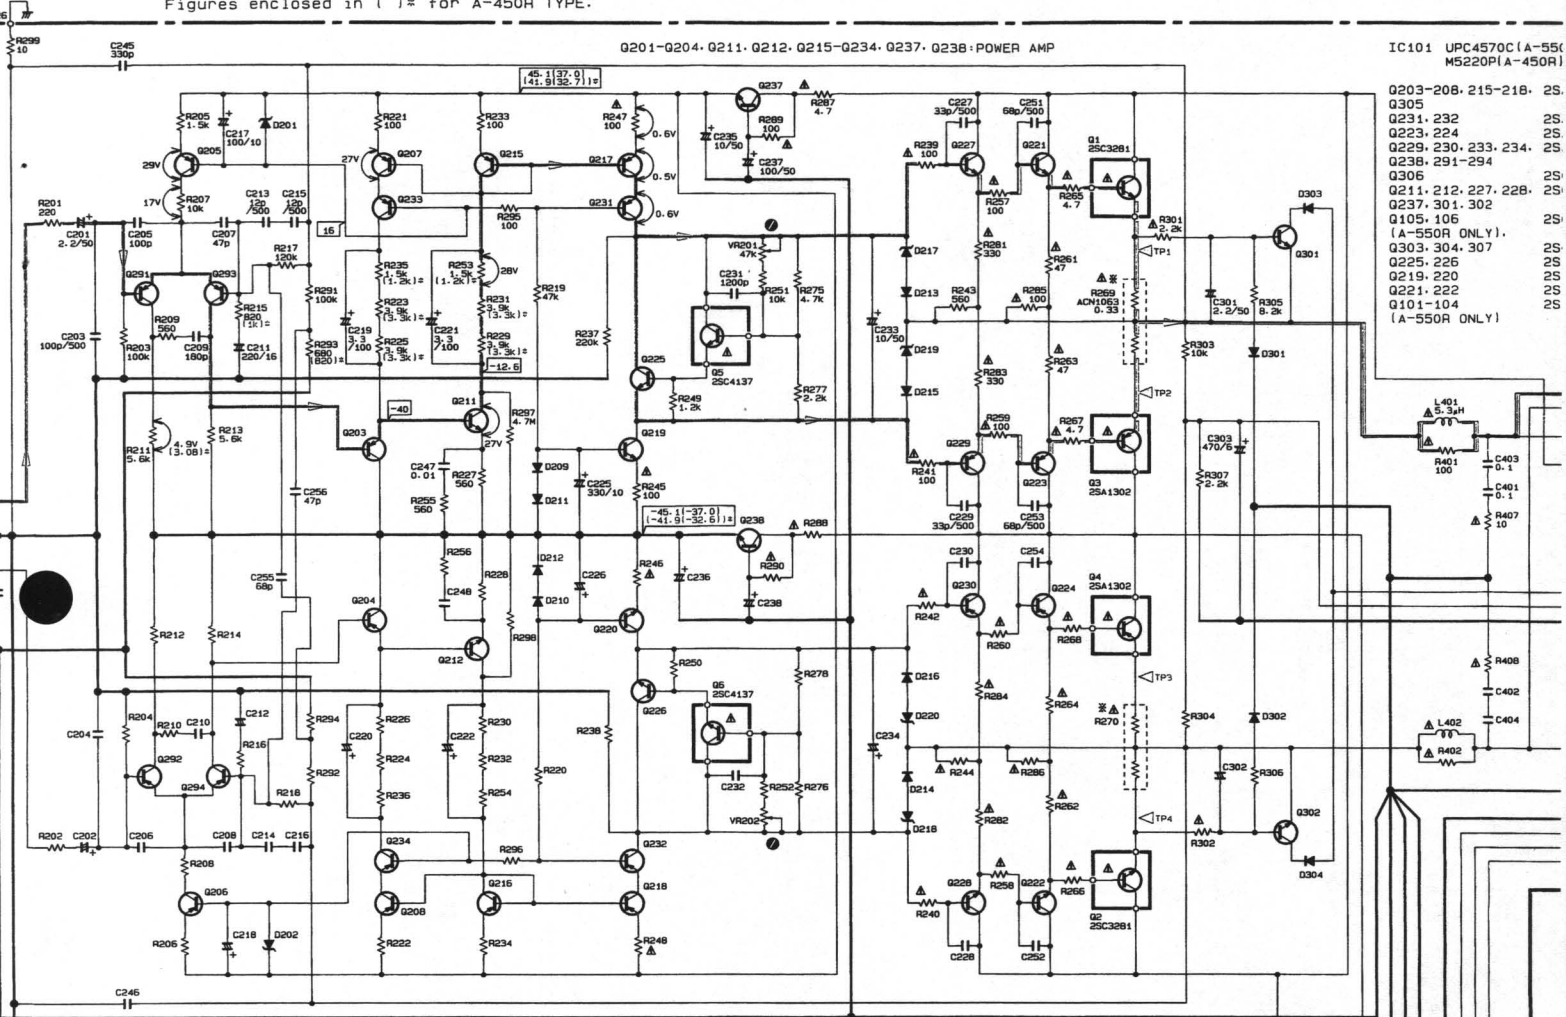 Figures enclosed in ( )※ for A-450R TYPE.
R299
10
C245
330p
Q201-Q204. Q211. Q212. Q215-Q234. Q237. Q238:POWER AMP
45.1(37.0)
(41.9(32.7))※
IC101 UPC4570C(A-550
M5220P(A-450R)
Q203-208. 215-218. 2S
Q305
Q231. 232 2S
Q223. 224 2S
Q229. 230. 233. 234. 2S
Q238. 291-294
Q306 2S
Q211. 212. 227. 228. 2S
Q237. 301. 302
Q105. 106 2S
(A-550R ONLY).
Q303. 304. 307 2S
Q225. 226 2S
Q219. 220 2S
Q221. 222 2S
Q101-104 2S
(A-550R ONLY)
R205
1.5k
C217
100/10
D201
R221
100
R233
100
R247
100
0.6V
Q237
R287
4.7
R289
100
C235
10/50
C237
100/50
C227
33p/500
C251
68p/500
Q1
2SC3281
Q205
29V
27V
Q207
Q215
Q217
0.5V
R239
100
Q227
Q221
R207
10k
17V
Q233
R295
100
Q231
0.6V
R257
100
R265
4.7
D303
R201
220
C201
2.2/50
C205
100p
C207
47p
C213
12p
/500
C215
12p
/500
16
R301
2.2k
Q301
R217
120k
Q291
Q293
R215
820
(1k)※
R291
100k
R235
1.5k
(1.2k)※
R253
1.5k
(1.2k)※
28V
R219
47k
VR201
47k
C231
1200p
R251
10k
R275
4.7k
D217
R281
330
R261
47
TP1
R209
560
C209
180p
R223
3.9k
(3.3k)※
R231
3.9k
(3.3k)※
D213
R243
560
R285
100
R269
ACN1063
0.33
C301
2.2/50
R305
8.2k
C203
100p/500
R203
100k
C211
220/16
R293
680
(820)※
C219
3.3
/100
R225
3.9k
(3.3k)※
C221
3.3
/100
R229
3.9k
(3.3k)※
-12.6
R237
220k
C233
10/50
D219
R303
10k
D301
Q225
Q5
2SC4137
R283
330
R263
47
R249
1.2k
R277
2.2k
D215
TP2
-40
Q211
27V
R297
4.7M
R259
100
R267
4.7
L401
5.3μH
R401
100
R211
5.6k
4.9V
(3.08)※
R213
5.6k
Q203
Q219
Q229
Q223
Q3
2SA1302
C303
470/6
R307
2.2k
C403
0.1
C401
0.1
R407
10
C247
0.01
R227
560
R255
560
D209
D211
C225
330/10
R245
100
R241
100
C256
47p
-45.1(-37.0)
(-41.9(-32.6))※
C229
33p/500
C253
68p/500
Q238
R288
R290
R256
D212
R246
C236
C238
C230
C254
Q4
2SA1302
C255
68p
R228
C226
Q230
Q224
Q204
C248
D210
R242
R212
R214
R298
Q220
R260
R268
Q212
R250
R278
R408
Q6
2SC4137
D216
TP3
C402
Q226
R284
R264
R204
C212
R294
R226
R230
D220
R270
R304
D302
C404
C204
R210
C210
C220
C222
R238
C234
L402
R402
R216
R224
R232
Q292
Q294
R292
R220
C232
R252
R276
R244
R286
C302
R306
R218
R236
R254
D214
R262
VR202
D218
R282
TP4
Q302
R202
C202
C206
C208
C214
C216
Q234
R296
Q232
R302
R208
D304
Q206
Q208
Q216
Q218
Q228
R258
Q222
R266
R240
Q2
2SC3281
R206
C218
D202
R222
R234
R248
C228
C252
C246